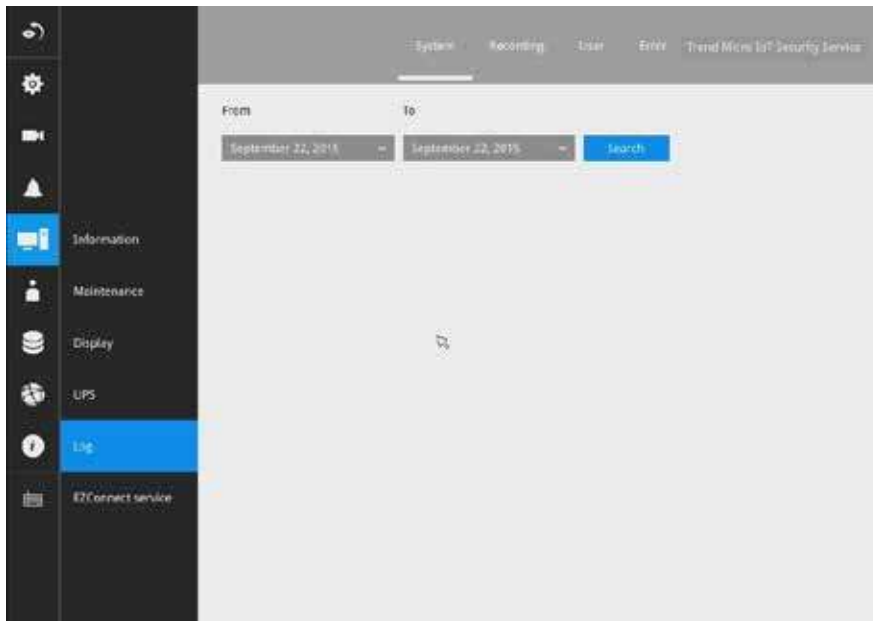 System Recording User Error Trend Micro IoT Security Service
From To
September 22, 2015 September 22, 2015 Search
Information
Maintenance
Display
UPS
Log
EZConnect service